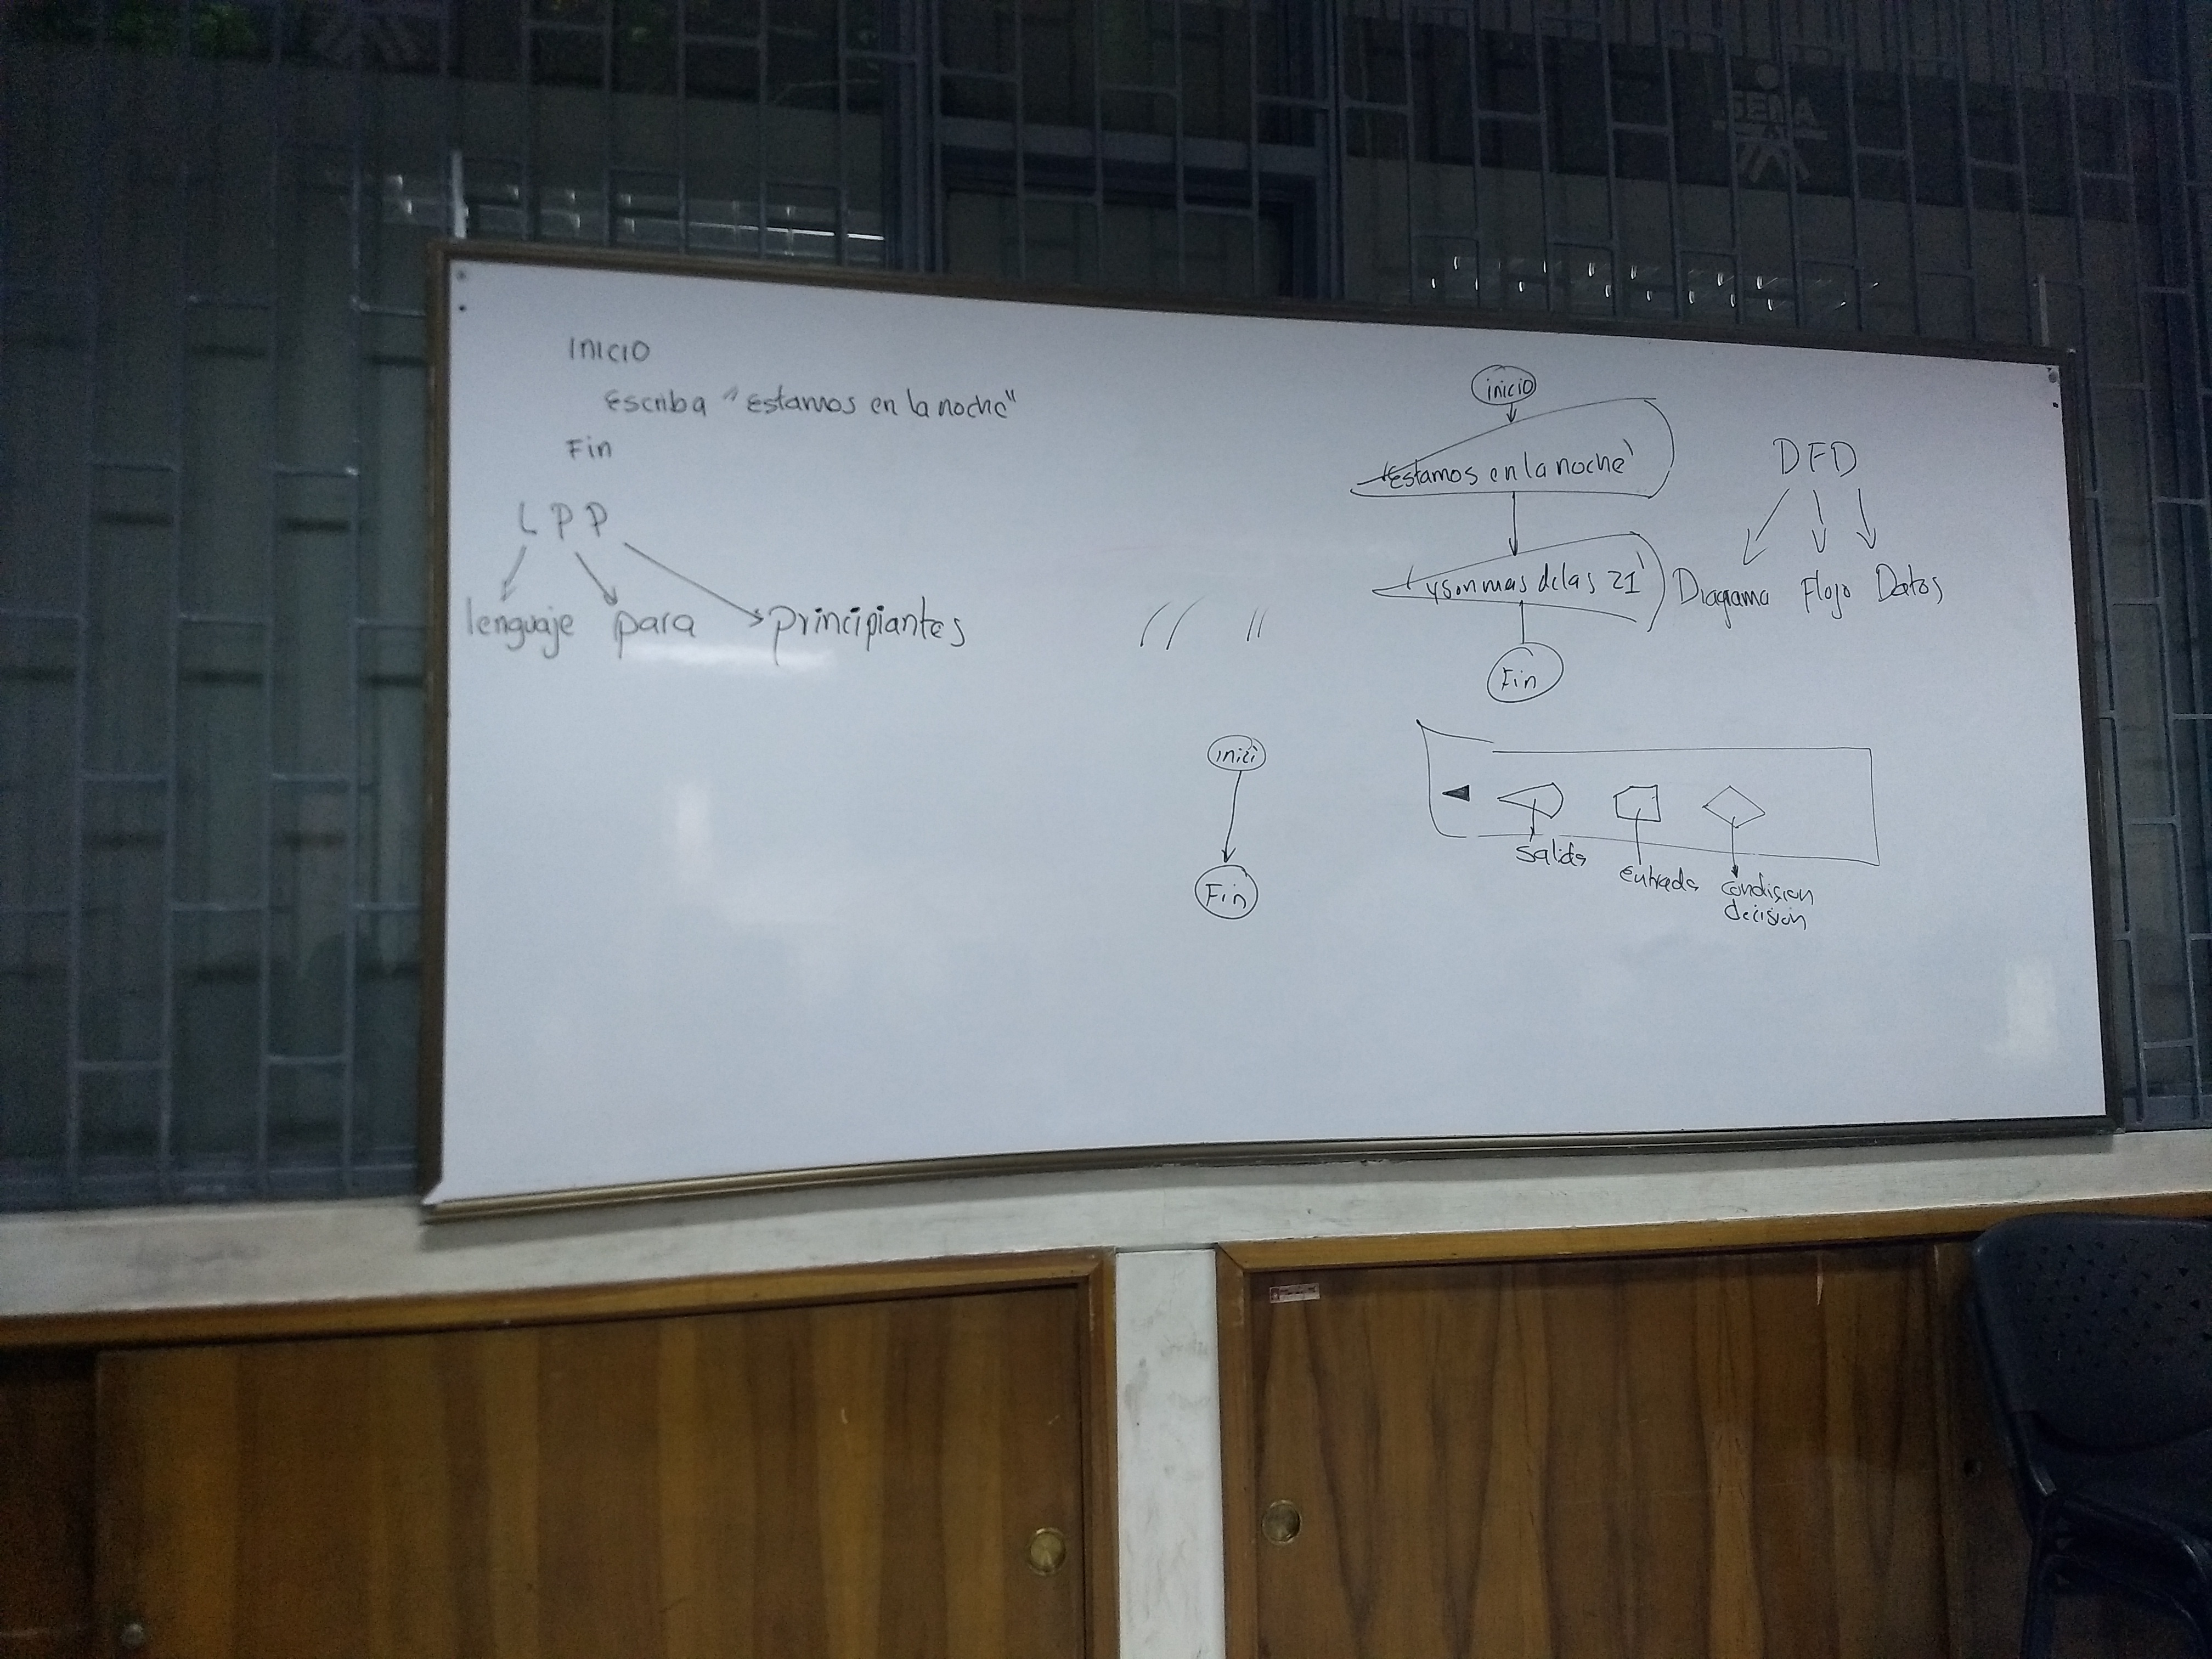 SENA
INICIO
Escriba "Estamos en la noche"
Fin
LPP
lenguaje para principiantes
inicio
'Estamos en la noche'
'y son mas de las 21'
Fin
DFD
Diagrama Flojo Datos
inici
Fin
salida
entrada
condision
decision